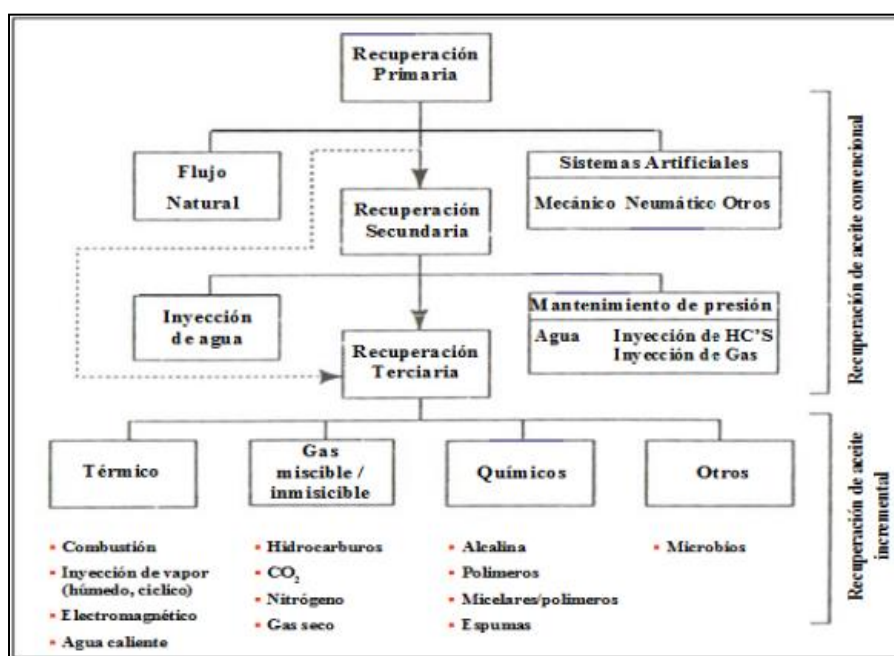 Recuperación
Primaria
Flujo
Natural
Sistemas Artificiales
Mecánico Neumático Otros
Recuperación
Secundaria
Inyección
de agua
Mantenimiento de presión
Agua Inyección de HC'S
Inyección de Gas
Recuperación
Terciaria
Recuperación de aceite convencional
Térmico
Gas
miscible /
inmisicible
Químicos
Otros
▪ Combustión
▪ Inyección de vapor
(húmedo, cíclico)
▪ Electromagnético
▪ Agua caliente
▪ Hidrocarburos
▪ CO₂
▪ Nitrógeno
▪ Gas seco
▪ Alcalina
▪ Polímeros
▪ Micelares/polímeros
▪ Espumas
▪ Microbios
Recuperación de aceite
incremental